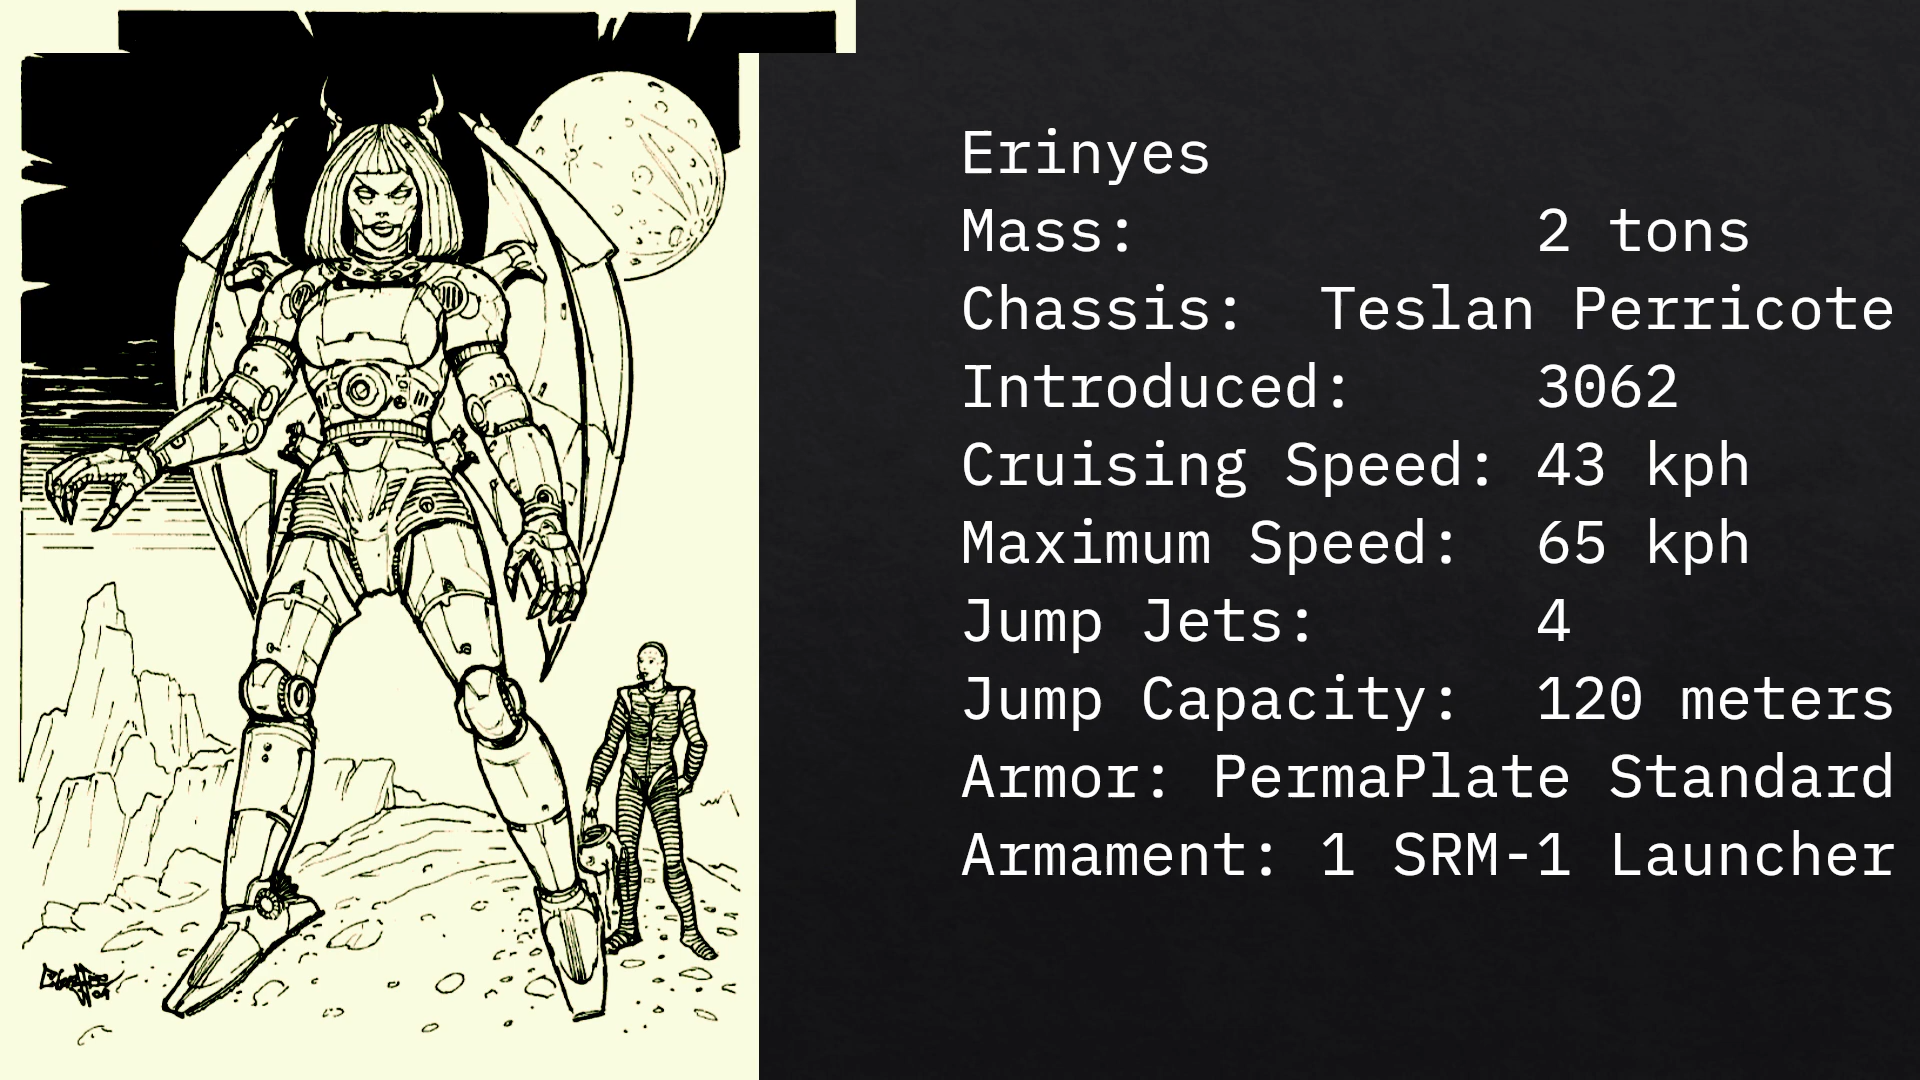 Erinyes
Mass: 2 tons
Chassis: Teslan Perricote
Introduced: 3062
Cruising Speed: 43 kph
Maximum Speed: 65 kph
Jump Jets: 4
Jump Capacity: 120 meters
Armor: PermaPlate Standard
Armament: 1 SRM-1 Launcher